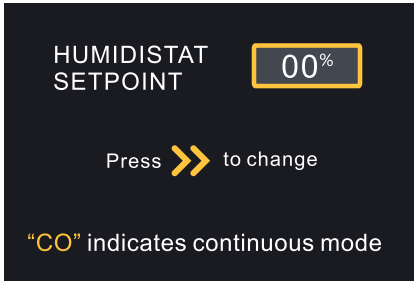 HUMIDISTAT
SETPOINT
00%
Press >> to change
“CO” indicates continuous mode